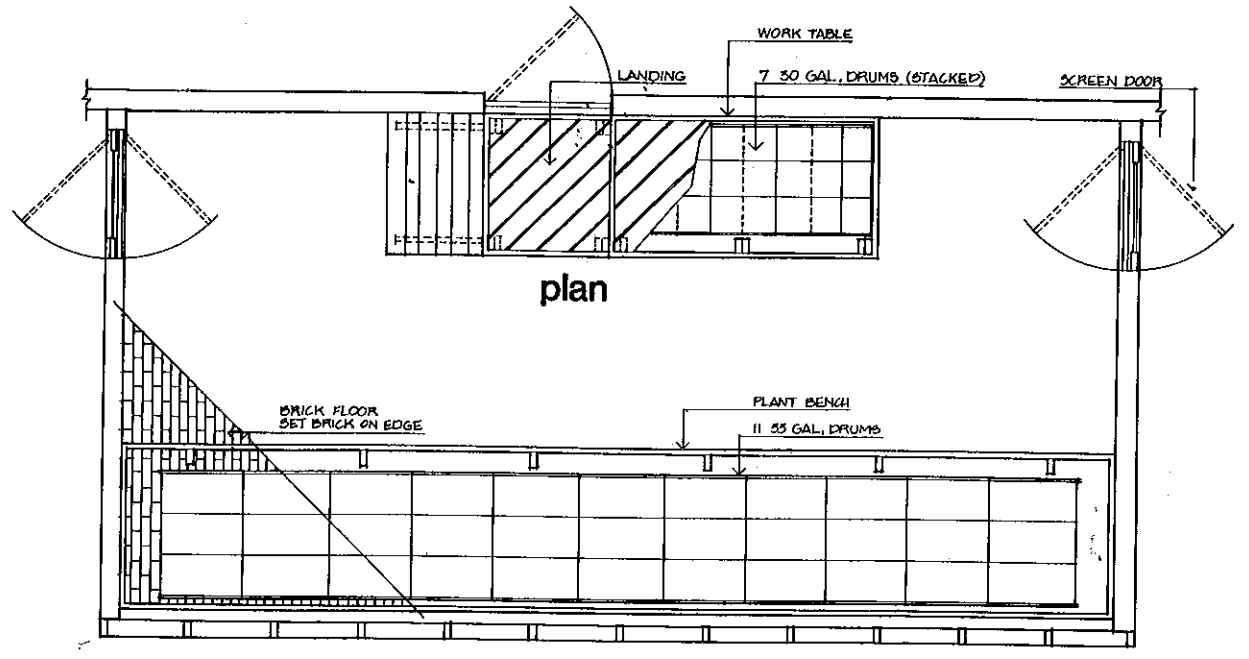 WORK TABLE
LANDING
7 30 GAL, DRUMS (STACKED)
SCREEN DOOR
plan
BRICK FLOOR
SET BRICK ON EDGE
PLANT BENCH
11 55 GAL, DRUMS